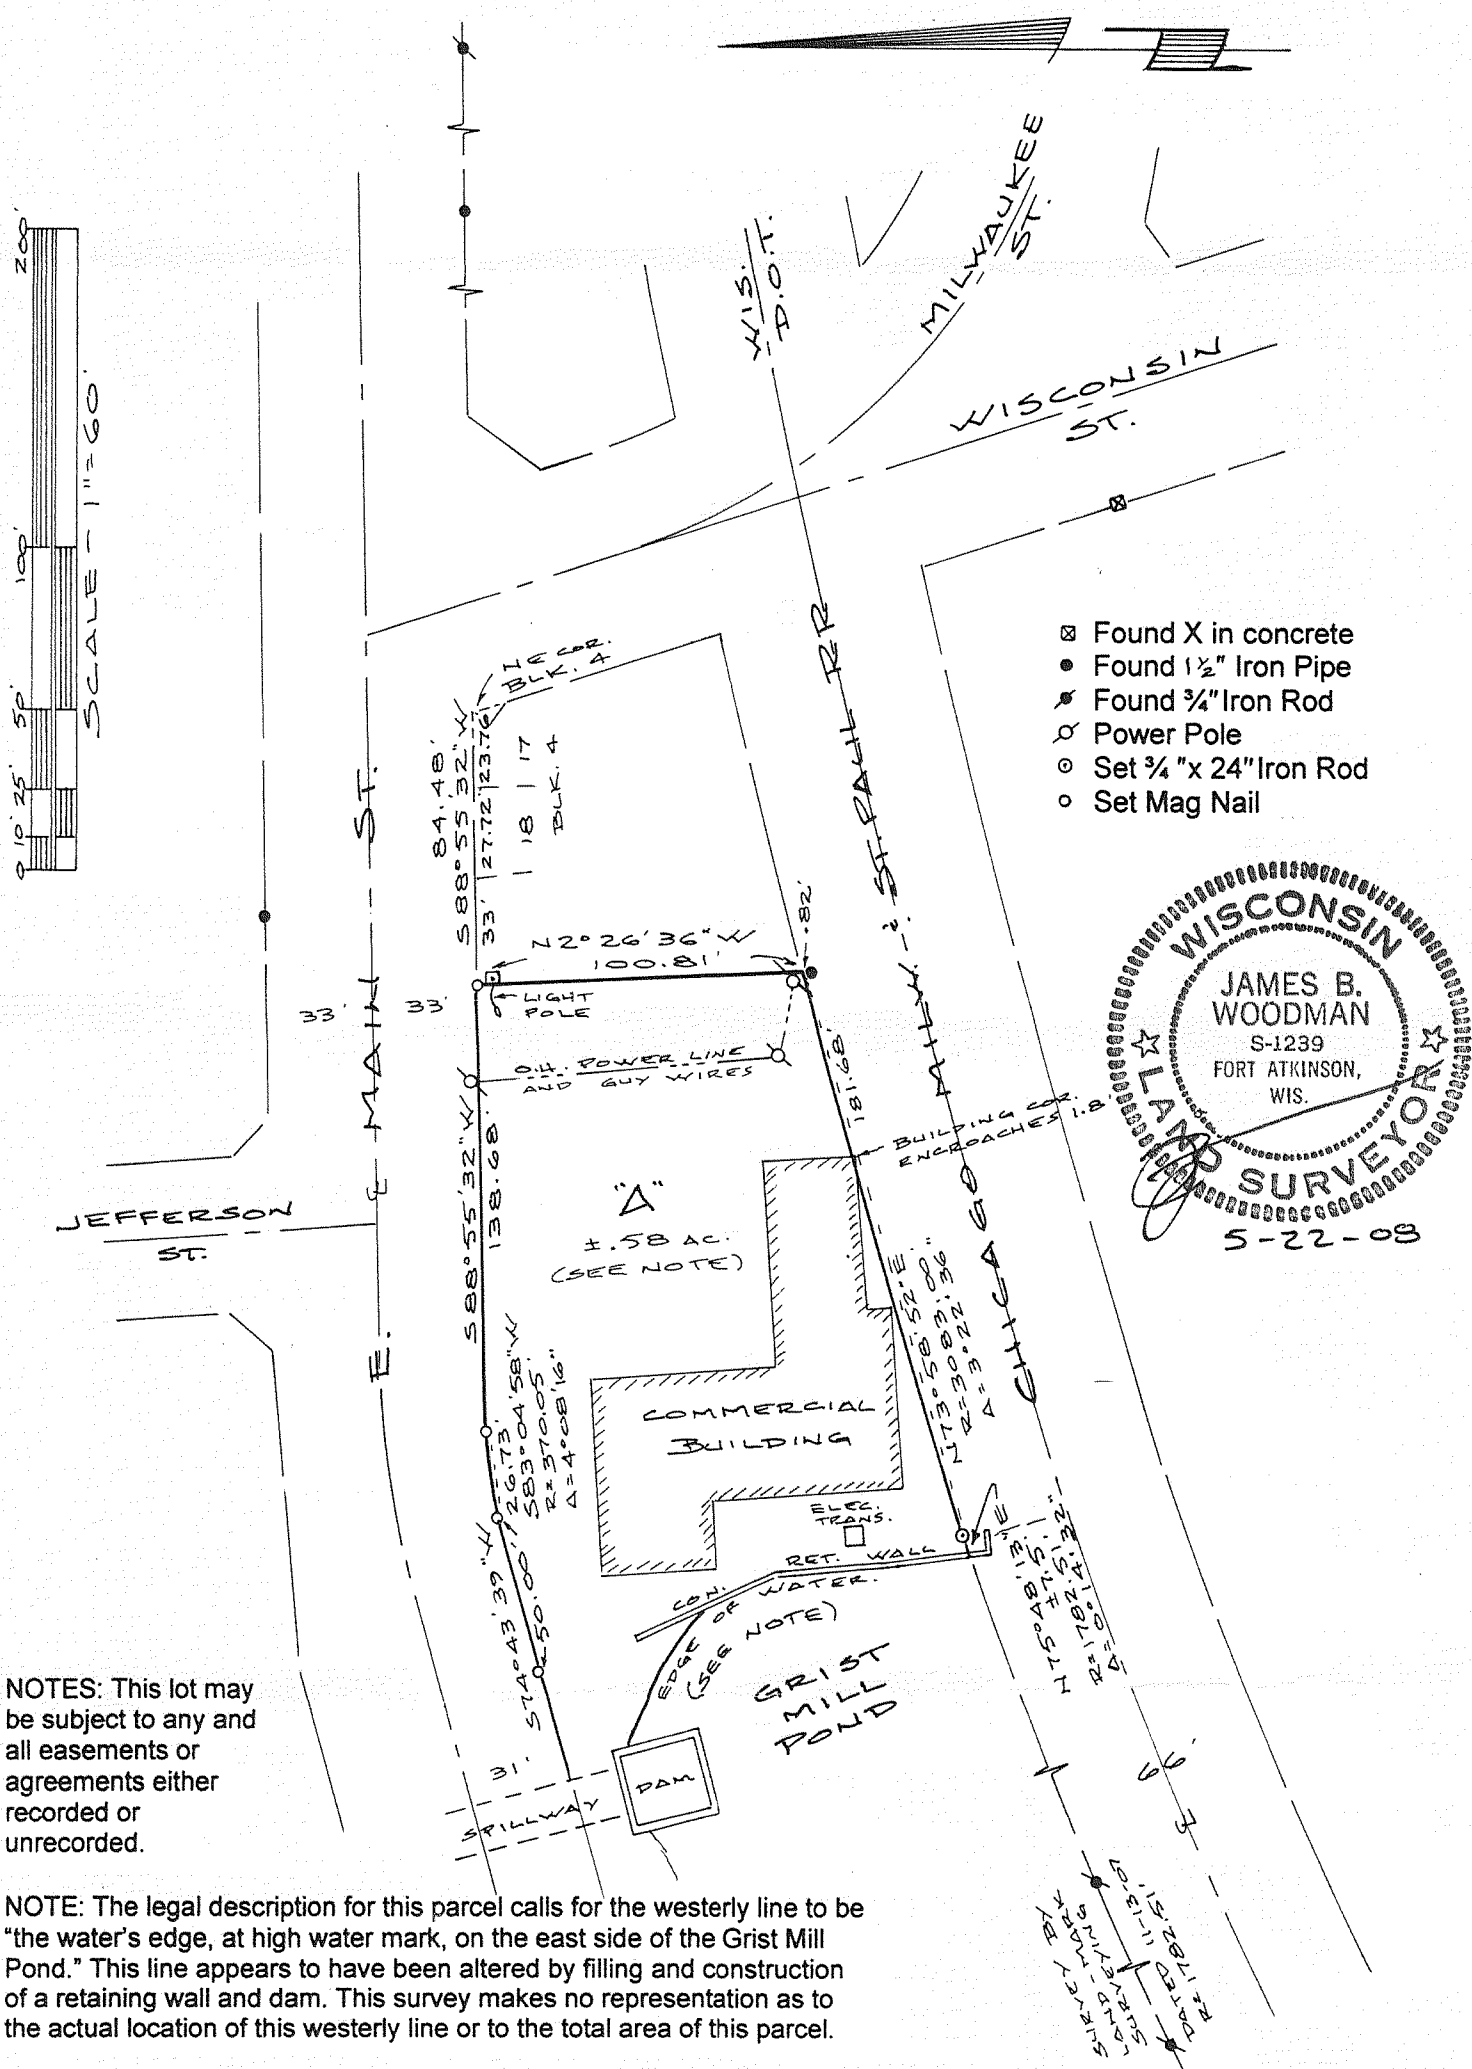 200'
100'
50'
25'
10'
0
SCALE - 1" = 60'
WIS.
D.O.T.
MILWAUKEE
ST.
WISCONSIN
ST.
NE COR.
BLK. 4
84.48'
S 88° 55' 32" W
33' 27.72' 23.76'
18 17
BLK. 4
☒ Found X in concrete
● Found 1½" Iron Pipe
Found ¾" Iron Rod
Power Pole
⊙ Set ¾" x 24" Iron Rod
○ Set Mag Nail
WISCONSIN
LAND SURVEYOR
JAMES B.
WOODMAN
S-1239
FORT ATKINSON,
WIS.
5-22-08
N 2° 26' 36" W
100.81'
.82'
LIGHT
POLE
33' 33'
O.H. POWER LINE
AND GUY WIRES
E. MAIN ST.
CHICAGO MILW. & ST. PAUL RR
181.68'
BUILDING COR.
ENCROACHES 1.8'
S 88° 55' 32" W
138.68'
"A"
±.58 AC.
(SEE NOTE)
JEFFERSON
ST.
26.73'
S 83° 04' 58" W
R=370.05'
Δ=4° 08' 16"
COMMERCIAL
BUILDING
N 73° 58' 52" E
R=3083.00'
Δ=3° 22' 36"
ELEC.
TRANS.
CON. RET. WALL
EDGE OF WATER.
(SEE NOTE)
S 74° 43' 39" W
50.00'
GRIST
MILL
POND
N 75° 48' 13" E
±7.5'
R=1782.51'
Δ=0° 14' 32"
31'
SPILLWAY
DAM
66'
SURVEY BY
LAND-MARK
SURVEYING
DATED 11-13-07
R=1782.51'
NOTES: This lot may
be subject to any and
all easements or
agreements either
recorded or
unrecorded.
NOTE: The legal description for this parcel calls for the westerly line to be
"the water's edge, at high water mark, on the east side of the Grist Mill
Pond." This line appears to have been altered by filling and construction
of a retaining wall and dam. This survey makes no representation as to
the actual location of this westerly line or to the total area of this parcel.